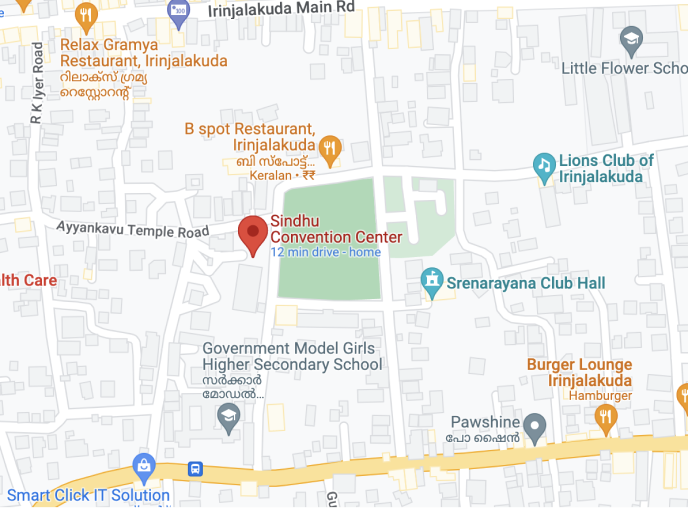 Irinjalakuda Main Rd
Relax Gramya
Restaurant, Irinjalakuda
റിലാക്സ് ഗ്രമ്യ
റെസ്റ്റോറന്റ്
R K Iyer Road
Little Flower Scho
B spot Restaurant,
Irinjalakuda
ബി സ്പോട്ട്...
Keralan • ₹₹
Lions Club of
Irinjalakuda
Ayyankavu Temple Road
Sindhu
Convention Center
12 min drive - home
alth Care
Srenarayana Club Hall
Government Model Girls
Higher Secondary School
സർക്കാർ
മോഡൽ...
Burger Lounge
Irinjalakuda
Hamburger
Pawshine
പോ ഷൈൻ
Smart Click IT Solution
Gu